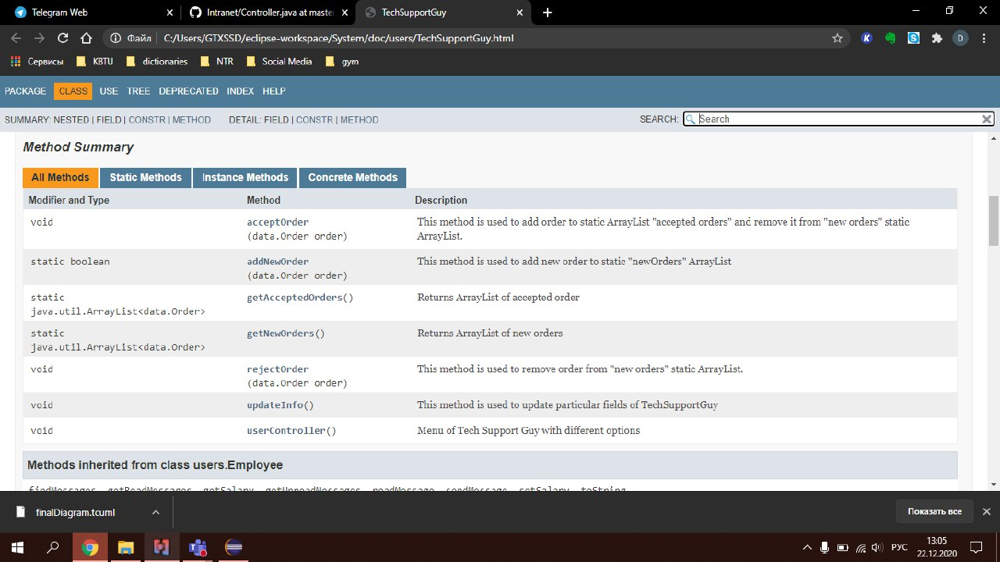 Telegram Web
Intranet/Controller.java at master
TechSupportGuy
Файл
C:/Users/GTXSSD/eclipse-workspace/System/doc/users/TechSupportGuy.html
K
S
D
Сервисы
KBTU
dictionaries
NTR
Social Media
gym
PACKAGE CLASS USE TREE DEPRECATED INDEX HELP
SUMMARY: NESTED | FIELD | CONSTR | METHOD DETAIL: FIELD | CONSTR | METHOD
SEARCH: Search
Method Summary
All Methods Static Methods Instance Methods Concrete Methods
Modifier and Type Method Description
void acceptOrder This method is used to add order to static ArrayList "accepted orders" and remove it from "new orders" static
(data.Order order) ArrayList.
static boolean addNewOrder This method is used to add new order to static "newOrders" ArrayList
(data.Order order)
static getAcceptedOrders() Returns ArrayList of accepted order
java.util.ArrayList<data.Order>
static getNewOrders() Returns ArrayList of new orders
java.util.ArrayList<data.Order>
void rejectOrder This method is used to remove order from "new orders" static ArrayList.
(data.Order order)
void updateInfo() This method is used to update particular fields of TechSupportGuy
void userController() Menu of Tech Support Guy with different options
Methods inherited from class users.Employee
findMessages, getReadMessages, getSalary, getUnreadMessages, readMessage, sendMessage, setSalary, toString
finalDiagram.tcuml
Показать все
РУС
13:05
22.12.2020